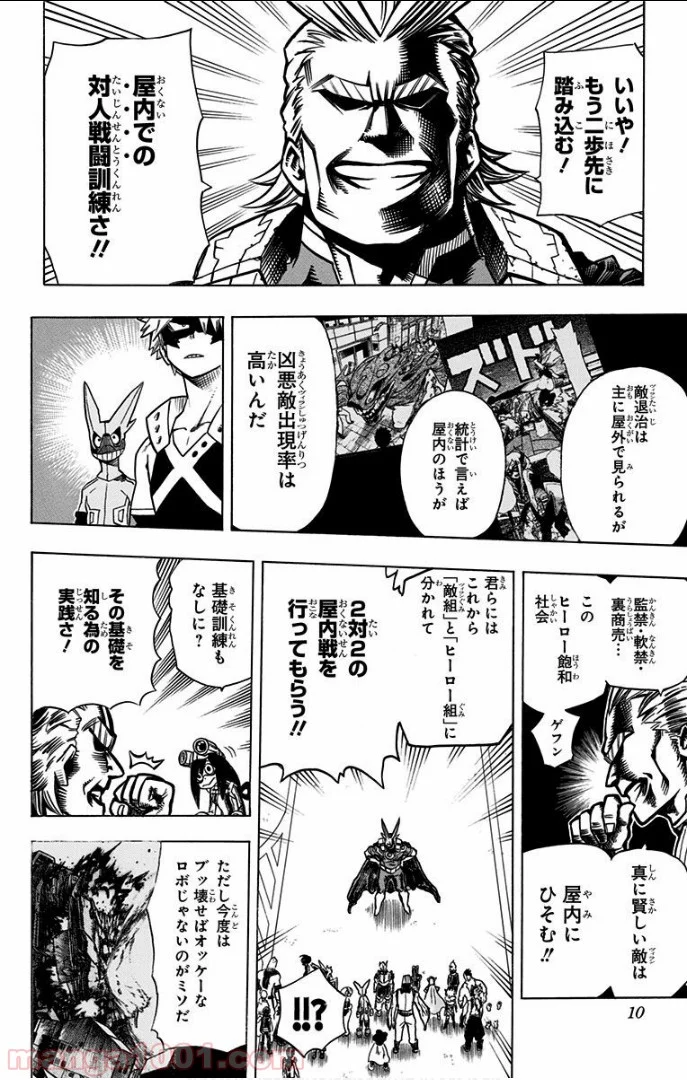 いいや!
もう二歩先に
踏み込む!
屋内での
対人戦闘訓練さ!!
敵退治は
主に屋外で見られるが
ズドン
統計で言えば
屋内のほうが
凶悪敵出現率は
高いんだ
監禁・軟禁・
裏商売…
この
ヒーロー飽和
社会
ゲフン
真に賢しい敵は
屋内に
ひそむ!!
君らには
これから
「敵組」と「ヒーロー組」に
分かれて
2対2の
屋内戦を
行ってもらう!!
!!?
基礎訓練も
なしに?
その基礎を
知る為の
実践さ!
ただし今度は
ブッ壊せばオッケーな
ロボじゃないのがミソだ
10